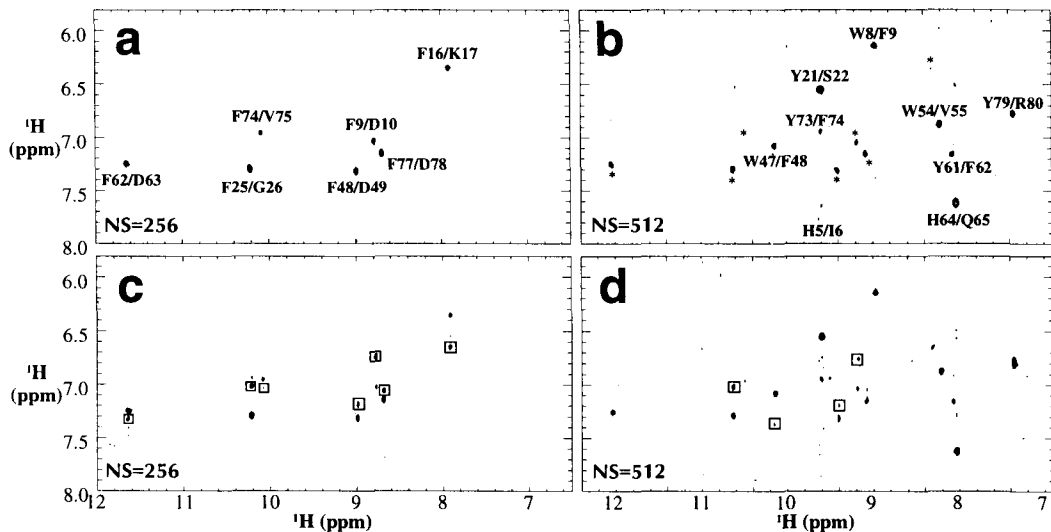 a
b
c
d
6.0
6.5
7.0
7.5
8.0
¹H
(ppm)
F16/K17
F74/V75
F9/D10
F77/D78
F62/D63
F25/G26
F48/D49
NS=256
W8/F9
*
Y21/S22
Y79/R80
W54/V55
Y73/F74
*
*
W47/F48
Y61/F62
*
*
*
*
H64/Q65
H5/I6
NS=512
6.0
6.5
7.0
7.5
8.0
¹H
(ppm)
NS=256
NS=512
12
11
10
9
8
7
11
10
9
8
7
¹H (ppm)
¹H (ppm)